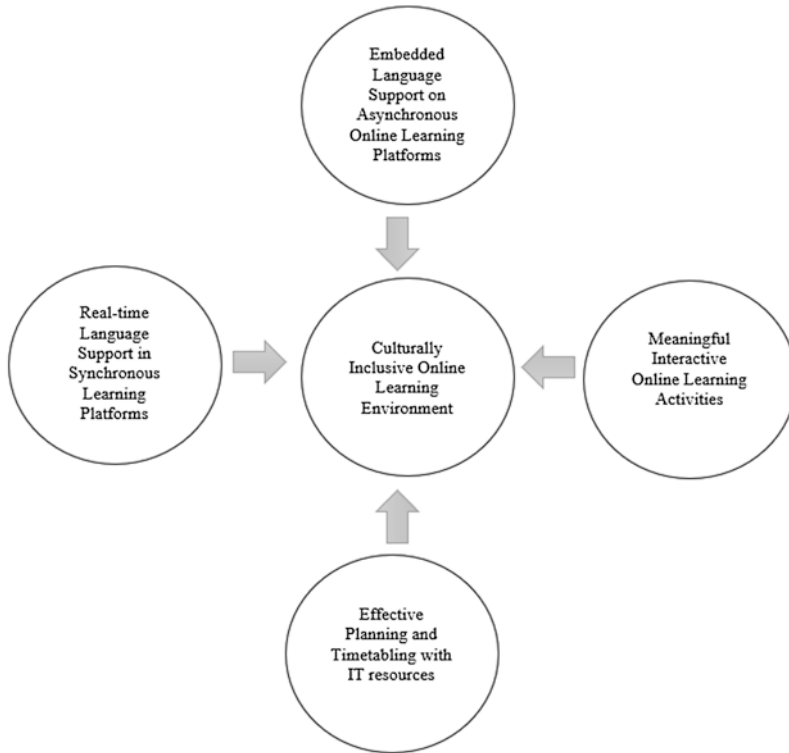 Embedded
Language
Support on
Asynchronous
Online Learning
Platforms
Real-time
Language
Support in
Synchronous
Learning
Platforms
Culturally
Inclusive Online
Learning
Environment
Meaningful
Interactive
Online Learning
Activities
Effective
Planning and
Timetabling with
IT resources